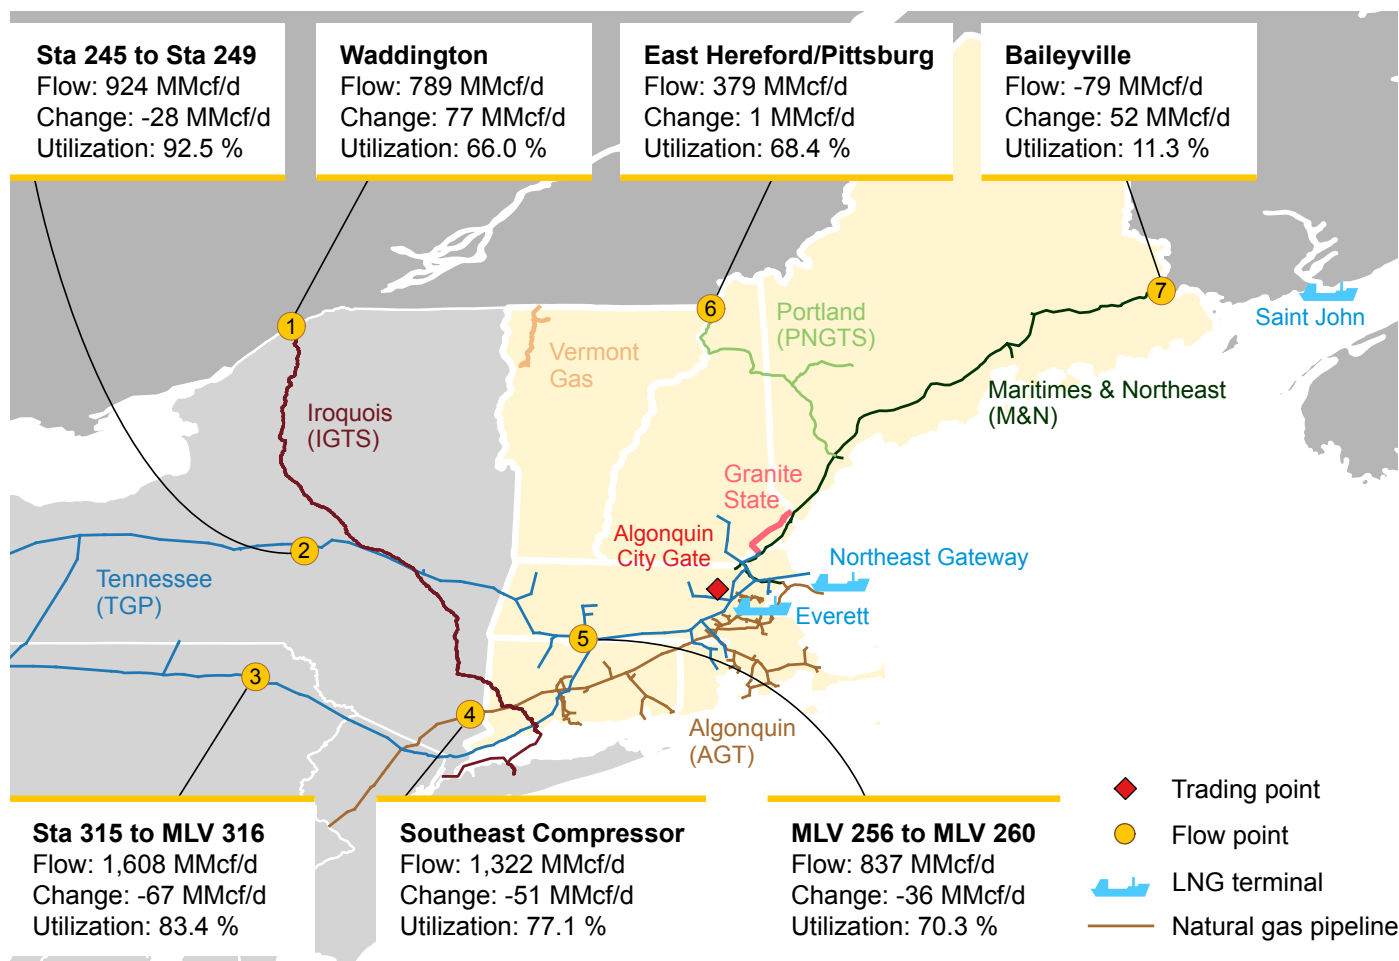 Sta 245 to Sta 249
Flow: 924 MMcf/d
Change: -28 MMcf/d
Utilization: 92.5 %
Waddington
Flow: 789 MMcf/d
Change: 77 MMcf/d
Utilization: 66.0 %
East Hereford/Pittsburg
Flow: 379 MMcf/d
Change: 1 MMcf/d
Utilization: 68.4 %
Baileyville
Flow: -79 MMcf/d
Change: 52 MMcf/d
Utilization: 11.3 %
7
6
1
Saint John
Portland
(PNGTS)
Vermont
Gas
Maritimes & Northeast
(M&N)
Iroquois
(IGTS)
Granite
State
Algonquin
City Gate
2
Northeast Gateway
Tennessee
(TGP)
Everett
5
3
4
Algonquin
(AGT)
Sta 315 to MLV 316
Flow: 1,608 MMcf/d
Change: -67 MMcf/d
Utilization: 83.4 %
Southeast Compressor
Flow: 1,322 MMcf/d
Change: -51 MMcf/d
Utilization: 77.1 %
MLV 256 to MLV 260
Flow: 837 MMcf/d
Change: -36 MMcf/d
Utilization: 70.3 %
Trading point
Flow point
LNG terminal
Natural gas pipeline